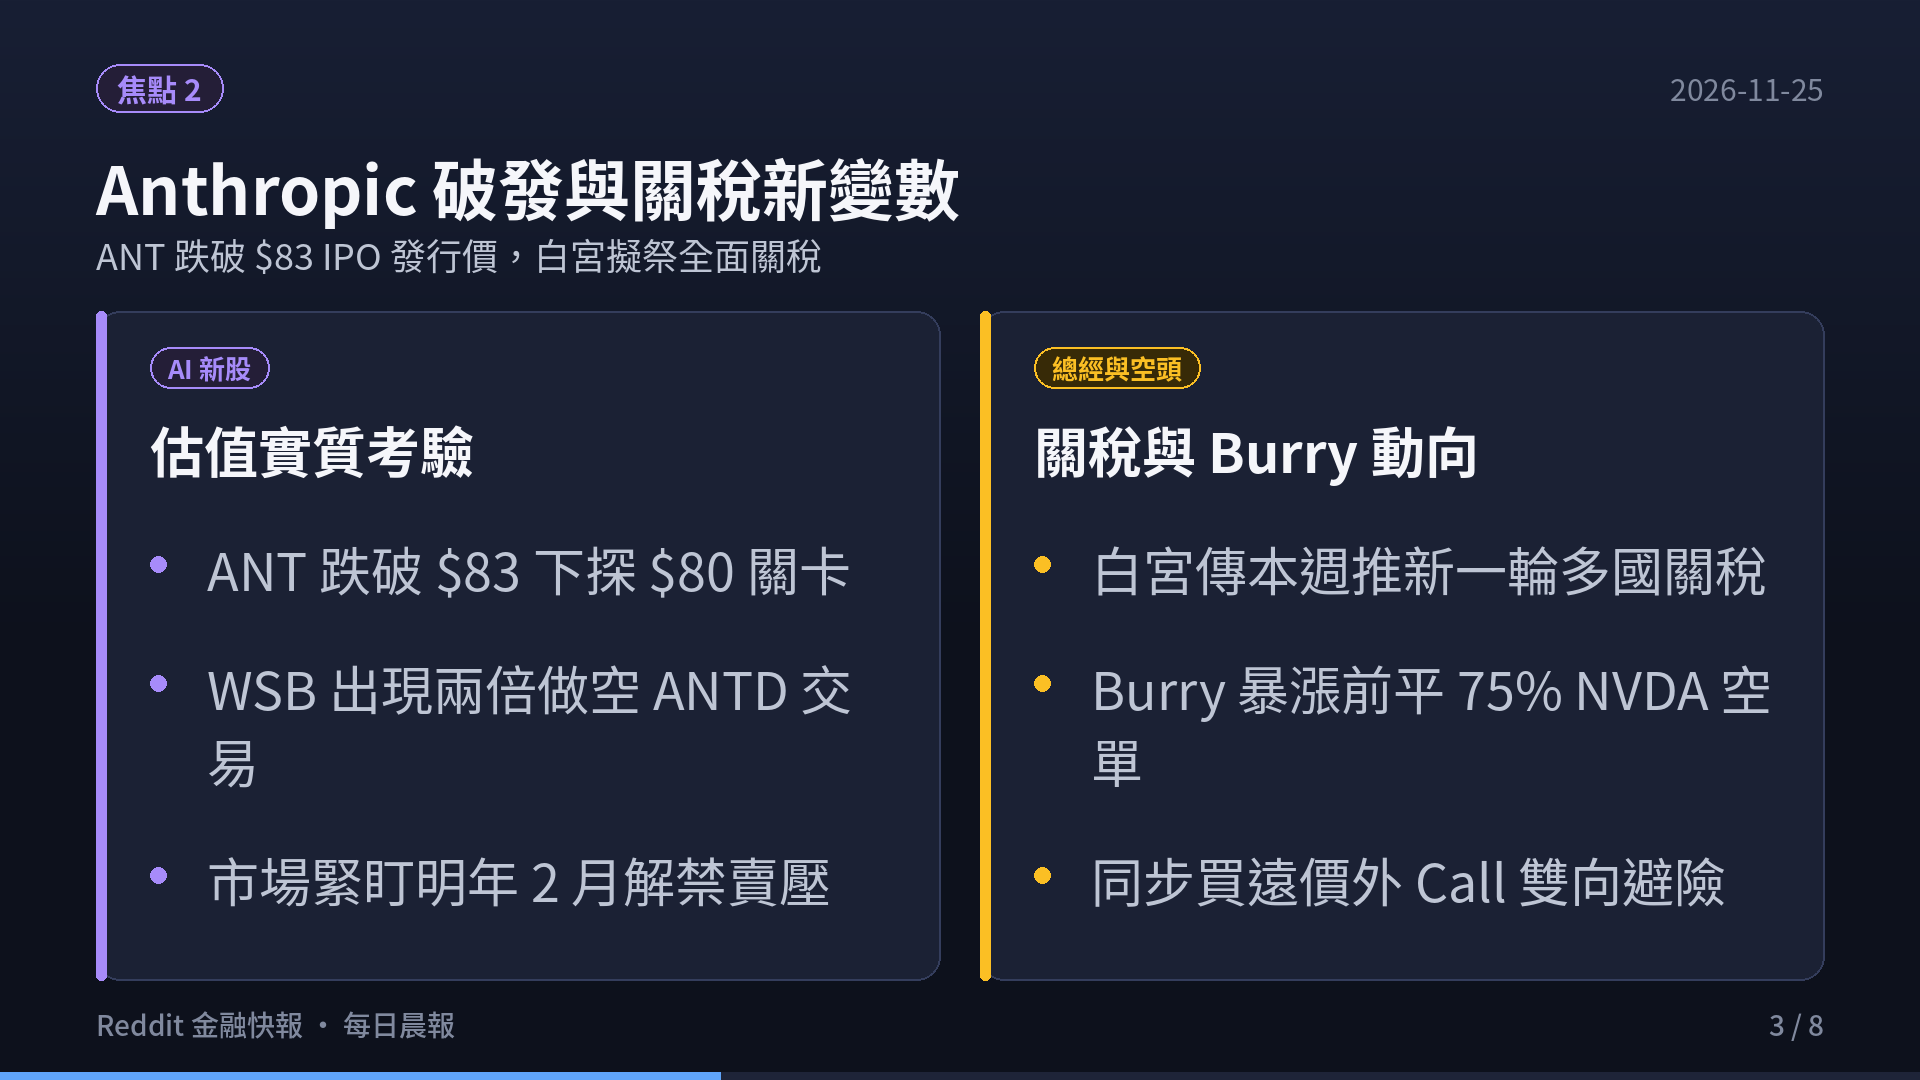 焦點 2
2026-11-25
Anthropic 破發與關稅新變數
ANT 跌破 $83 IPO 發行價，白宮擬祭全面關稅
AI 新股
估值實質考驗
ANT 跌破 $83 下探 $80 關卡
WSB 出現兩倍做空 ANTD 交
易
市場緊盯明年 2 月解禁賣壓
總經與空頭
關稅與 Burry 動向
白宮傳本週推新一輪多國關稅
Burry 暴漲前平 75% NVDA 空
單
同步買遠價外 Call 雙向避險
Reddit 金融快報 · 每日晨報
3 / 8